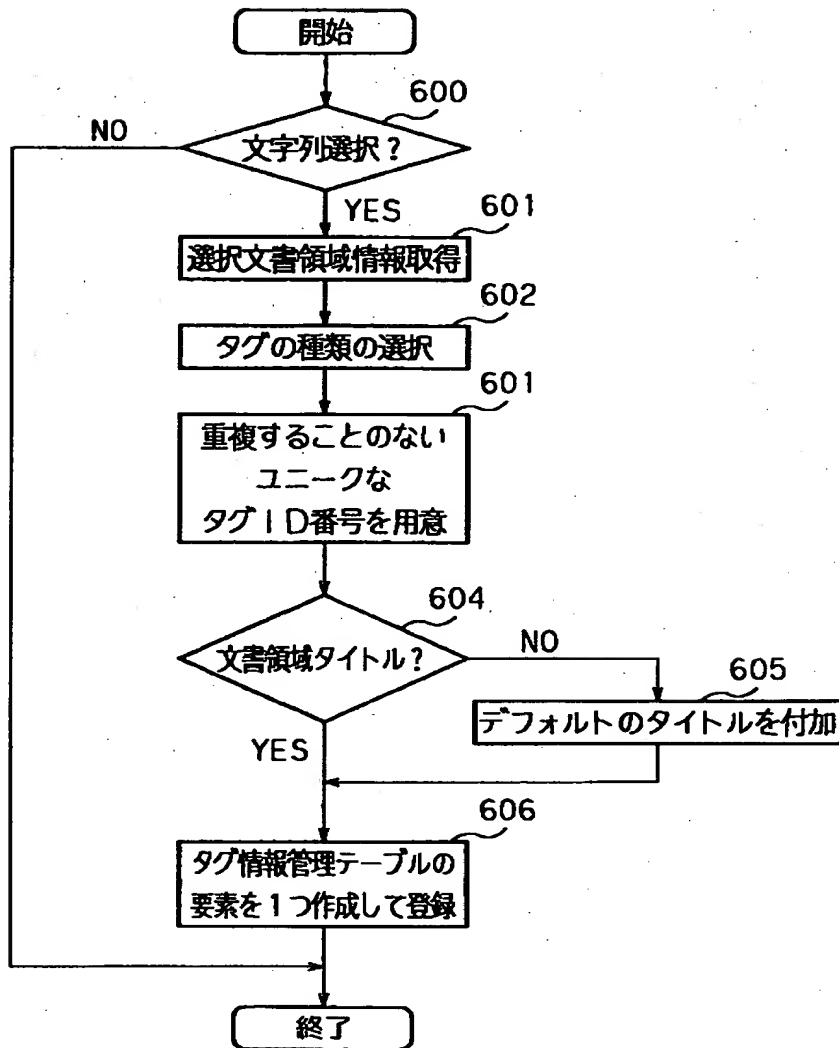 開始
600
NO
文字列選択？
YES
601
選択文書領域情報取得
602
タグの種類の選択
601
重複することのない
ユニークな
タグID番号を用意
604
文書領域タイトル？
NO
605
デフォルトのタイトルを付加
YES
606
タグ情報管理テーブルの
要素を1つ作成して登録
終了